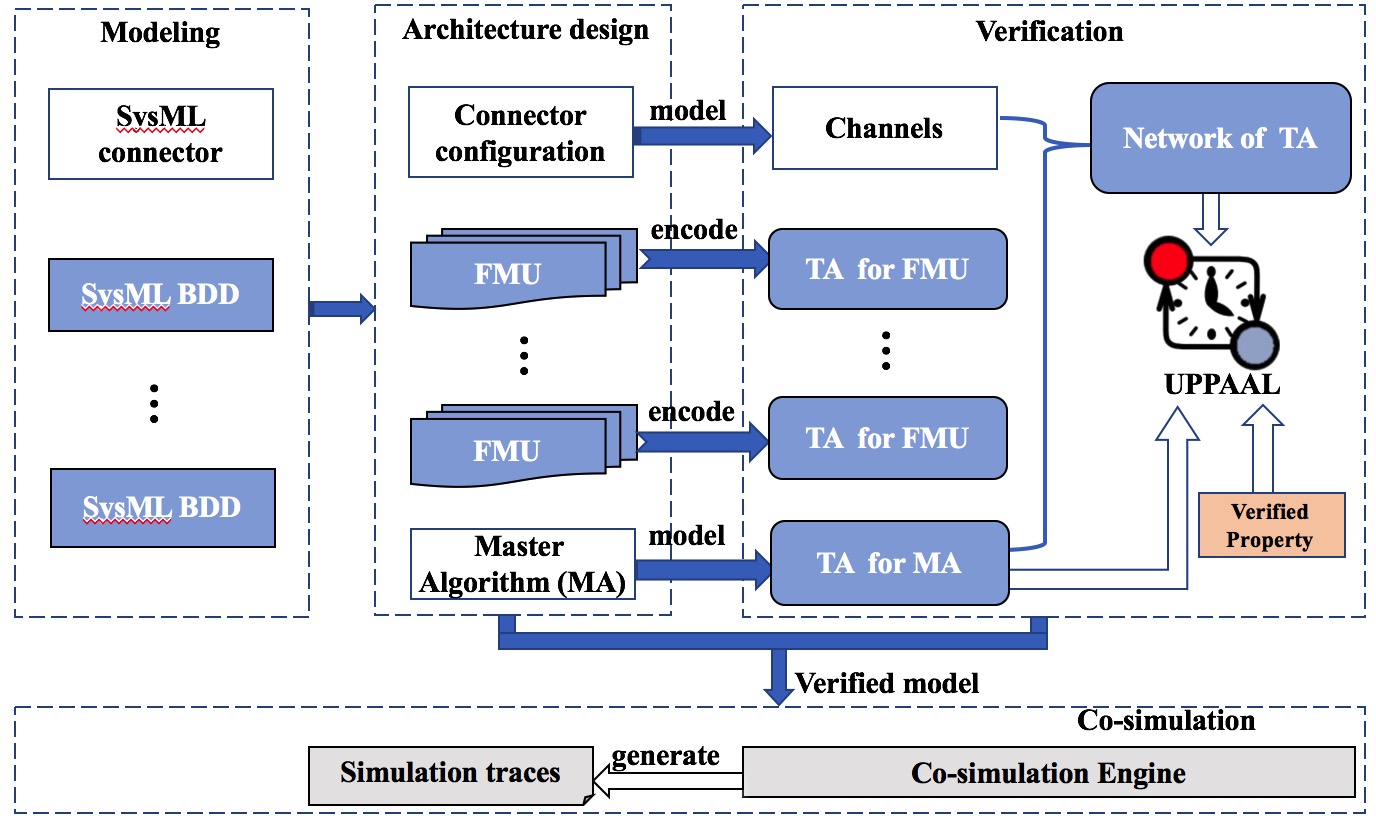 Modeling
SysML
connector
SysML BDD
SysML BDD
Architecture design
Connector
configuration
FMU
FMU
Master
Algorithm (MA)
model
encode
encode
model
Verification
Channels
TA for FMU
TA for FMU
TA for MA
Network of TA
UPPAAL
Verified
Property
Verified model
Co-simulation
Simulation traces
generate
Co-simulation Engine